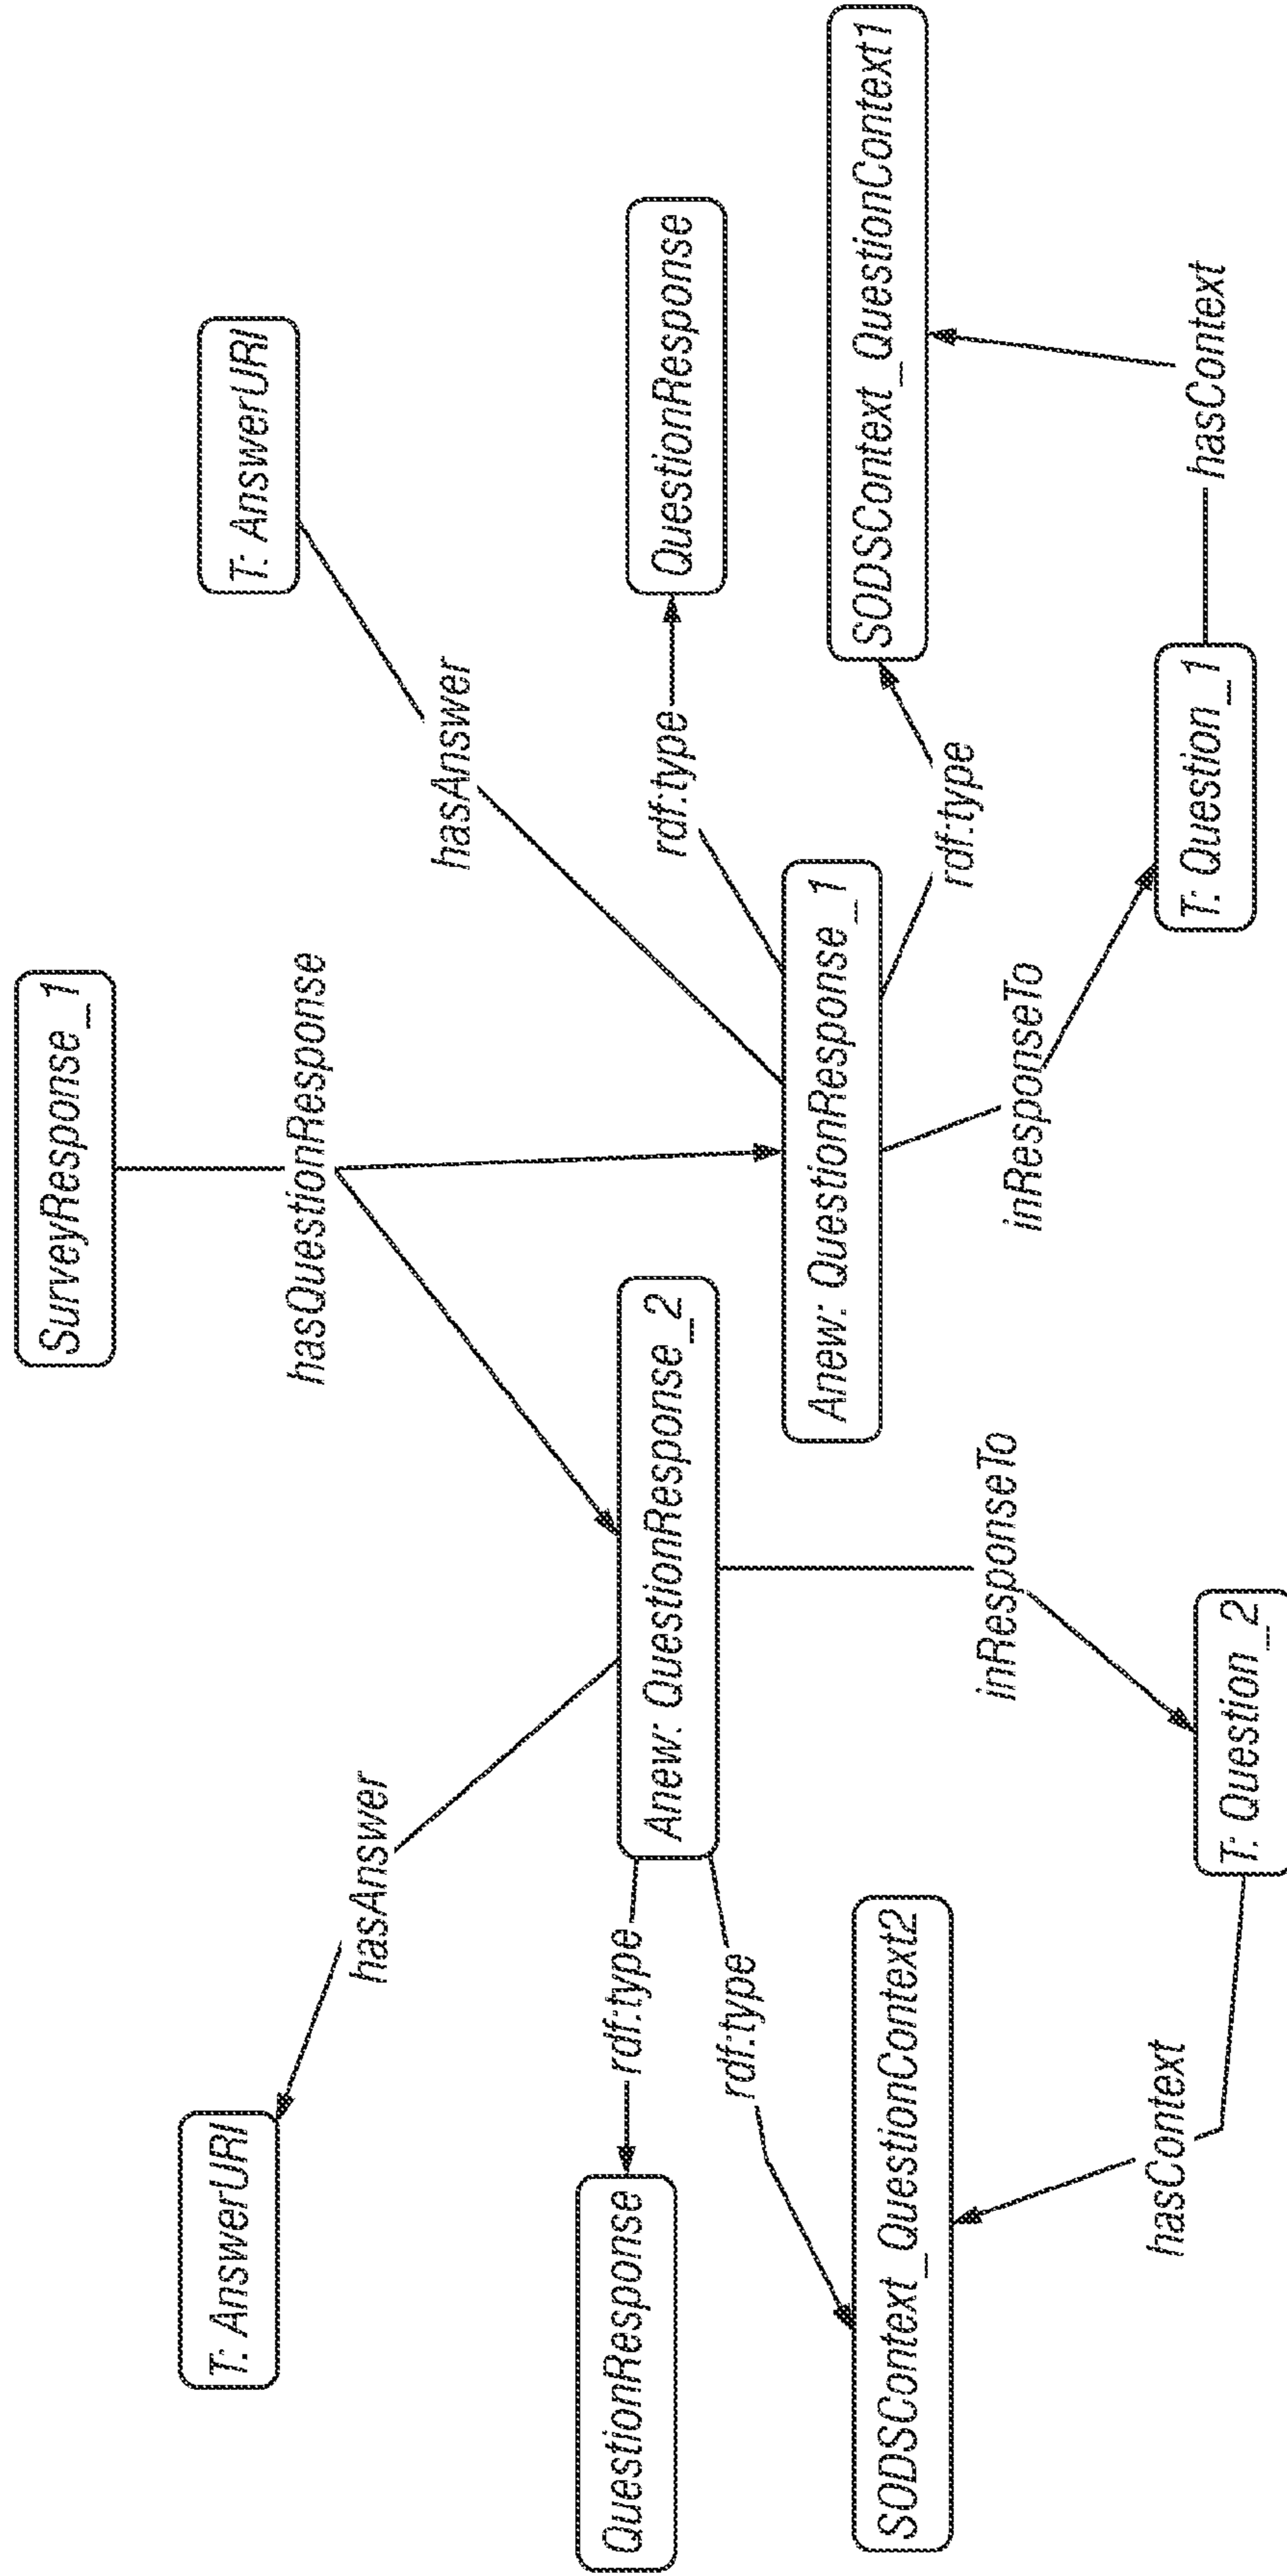 SurveyResponse_1
hasQuestionResponse
T: AnswerURI
hasAnswer
hasAnswer
T: AnswerURI
QuestionResponse
rdf:type
Anew: QuestionResponse_2
rdf:type
QuestionResponse
rdf:type
Anew: QuestionResponse_1
rdf:type
SODSContext_QuestionContext2
SODSContext_QuestionContext1
inResponseTo
inResponseTo
hasContext
T: Question_2
T: Question_1
hasContext